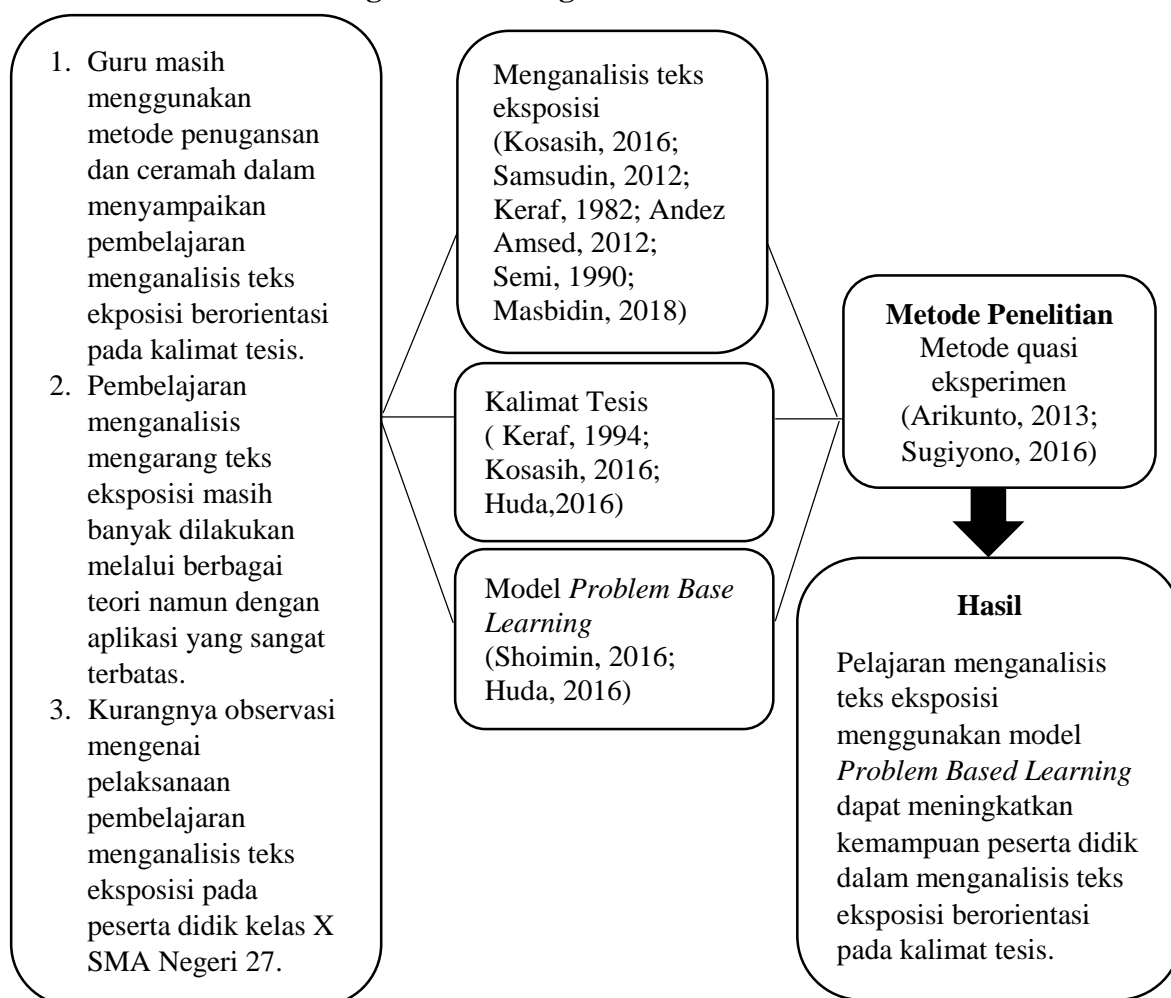 1. Guru masih
menggunakan
metode penugansan
dan ceramah dalam
menyampaikan
pembelajaran
menganalisis teks
ekposisi berorientasi
pada kalimat tesis.
2. Pembelajaran
menganalisis
mengarang teks
eksposisi masih
banyak dilakukan
melalui berbagai
teori namun dengan
aplikasi yang sangat
terbatas.
3. Kurangnya observasi
mengenai
pelaksanaan
pembelajaran
menganalisis teks
eksposisi pada
peserta didik kelas X
SMA Negeri 27.
Menganalisis teks
eksposisi
(Kosasih, 2016;
Samsudin, 2012;
Keraf, 1982; Andez
Amsed, 2012;
Semi, 1990;
Masbidin, 2018)
Kalimat Tesis
( Keraf, 1994;
Kosasih, 2016;
Huda,2016)
Model Problem Base
Learning
(Shoimin, 2016;
Huda, 2016)
Metode Penelitian
Metode quasi
eksperimen
(Arikunto, 2013;
Sugiyono, 2016)
Hasil
Pelajaran menganalisis
teks eksposisi
menggunakan model
Problem Based Learning
dapat meningkatkan
kemampuan peserta didik
dalam menganalisis teks
eksposisi berorientasi
pada kalimat tesis.